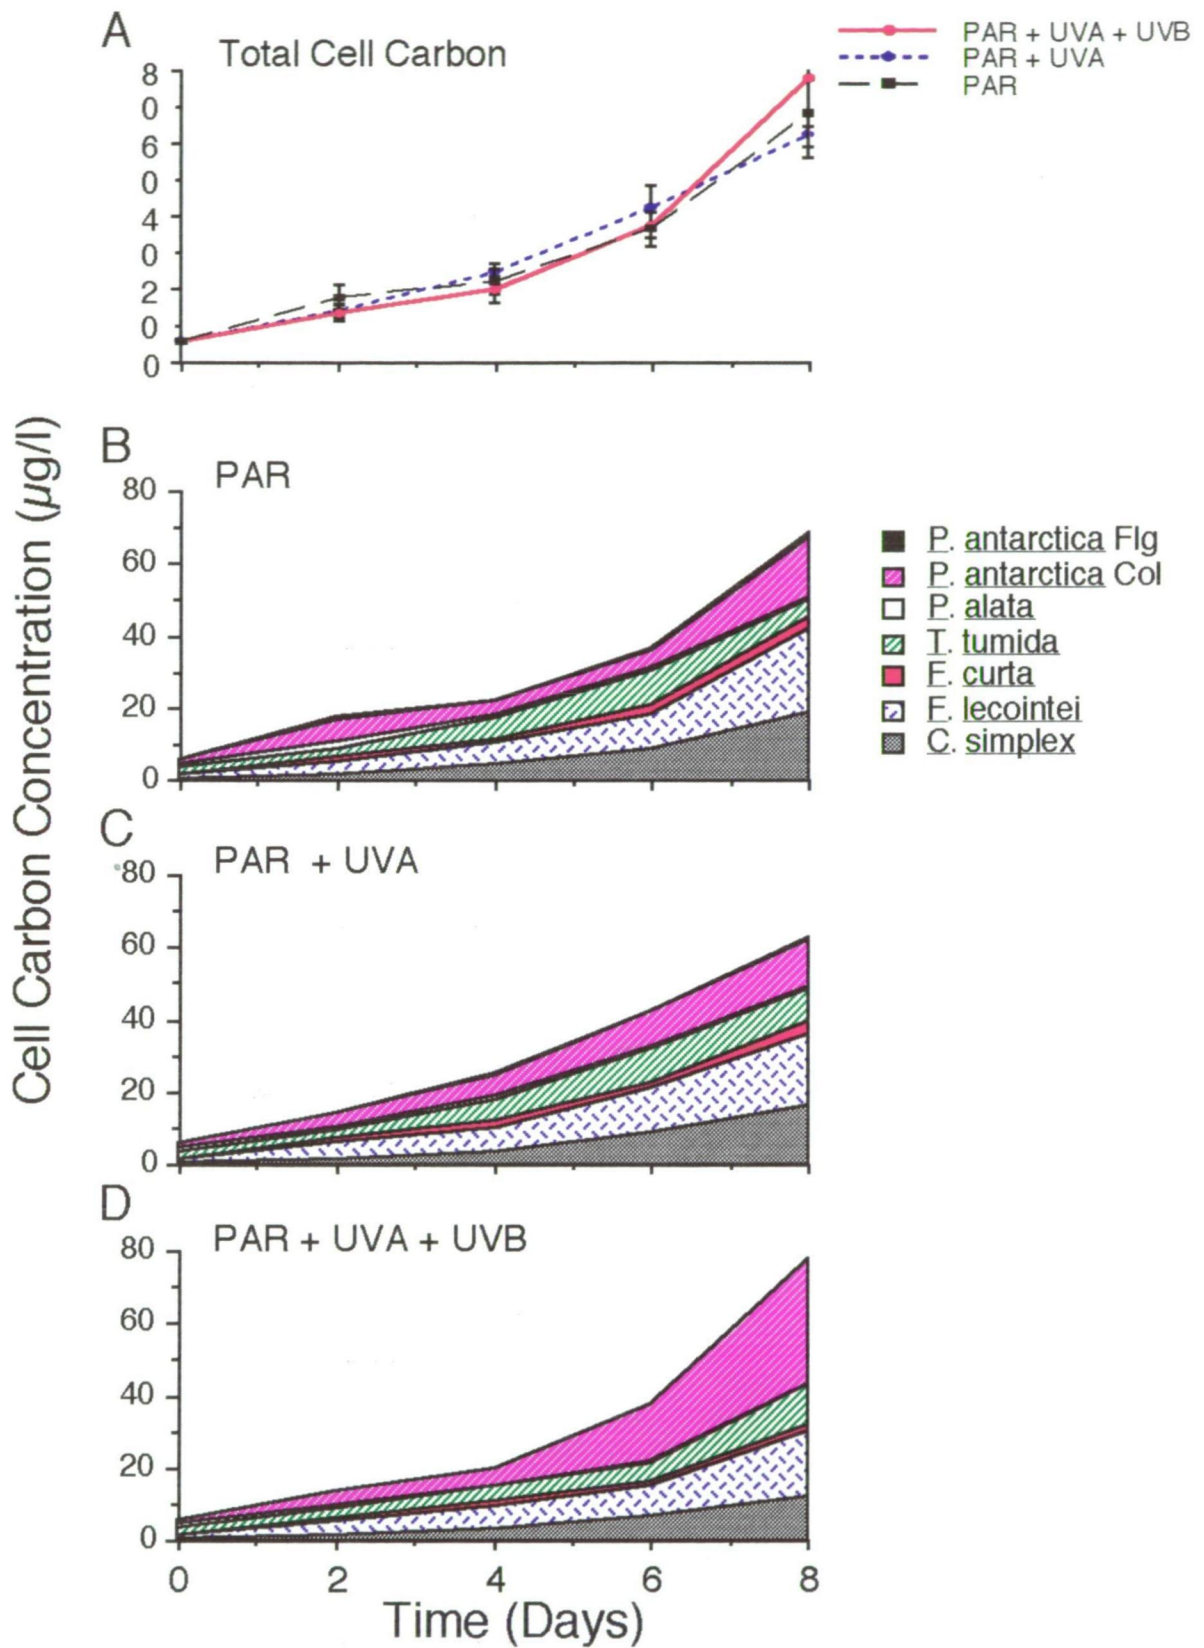 A
Total Cell Carbon
PAR + UVA + UVB
PAR + UVA
PAR
8
0
6
0
4
0
2
0
0
Cell Carbon Concentration (µg/l)
B
PAR
80
60
40
20
0
P. antarctica Flg
P. antarctica Col
P. alata
T. tumida
F. curta
F. lecointei
C. simplex
C
PAR + UVA
80
60
40
20
0
D
PAR + UVA + UVB
80
60
40
20
0
0 2 4 6 8
Time (Days)